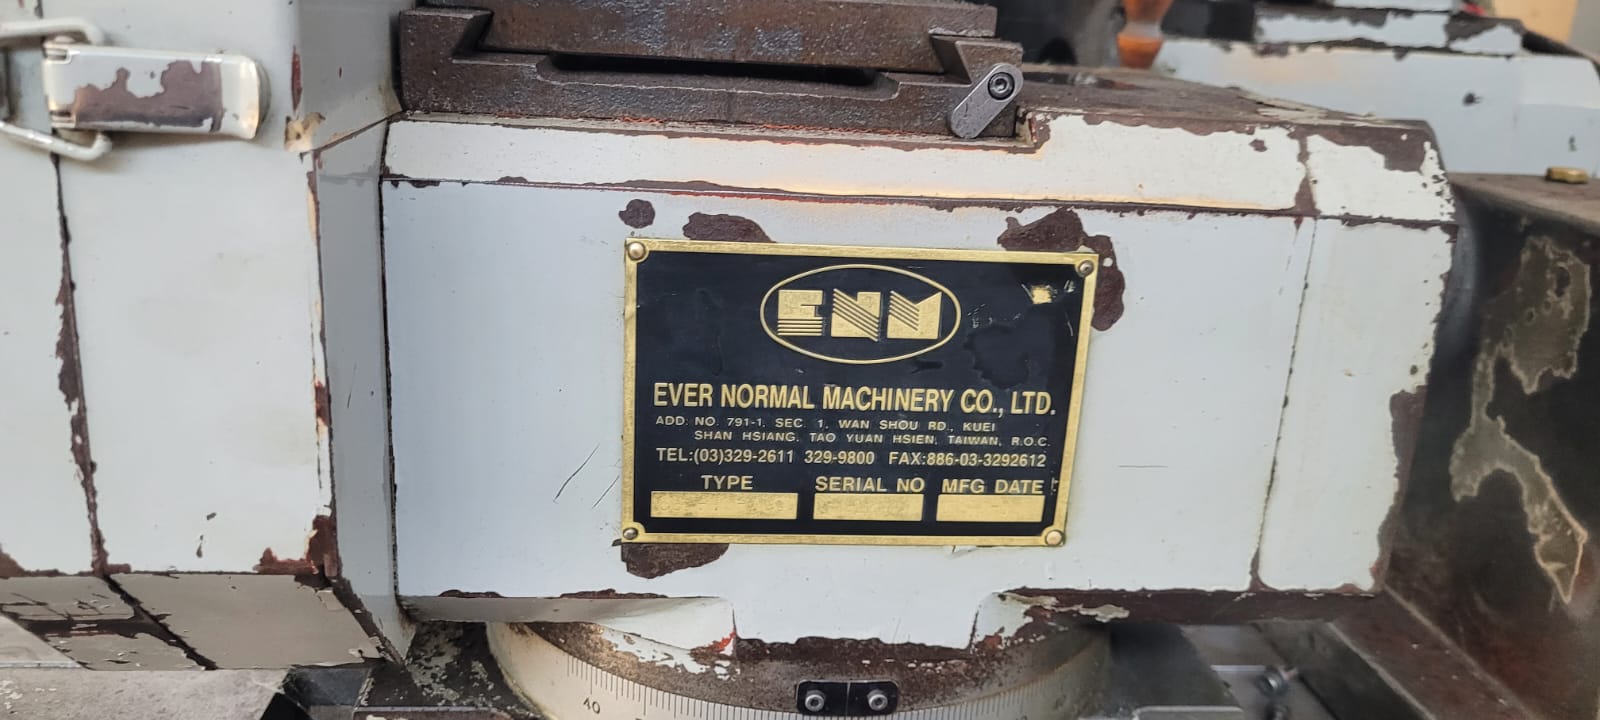 ENM
EVER NORMAL MACHINERY CO., LTD.
ADD: NO. 791-1, SEC. 1, WAN SHOU RD., KUEI
SHAN HSIANG, TAO YUAN HSIEN, TAIWAN, R.O.C.
TEL:(03)329-2611 329-9800 FAX:886-03-3292612
TYPE SERIAL NO MFG DATE
40